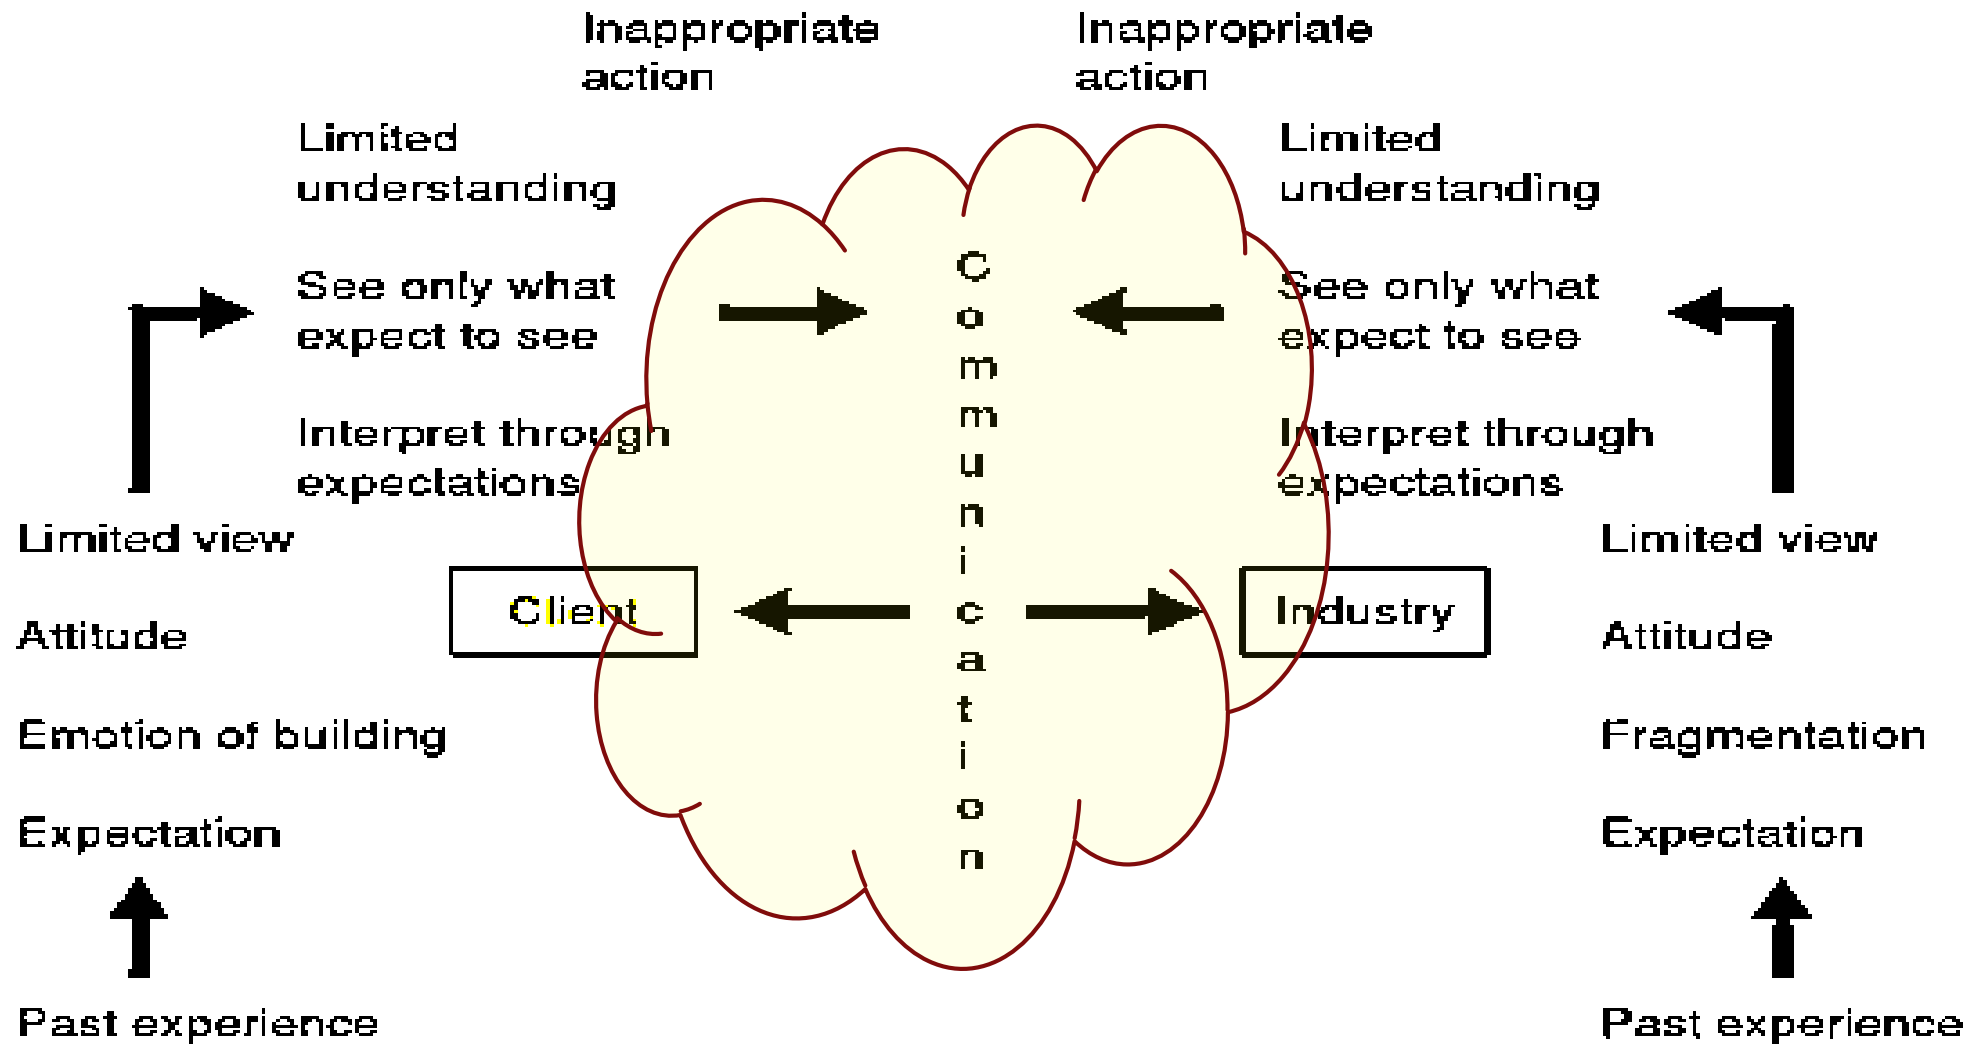 Inappropriate
action
Inappropriate
action
Limited
understanding
See only what
expect to see
Interpret through
expectations
Limited view
Attitude
Emotion of building
Expectation
Past experience
Client
Communication
Industry
Limited
understanding
See only what
expect to see
Interpret through
expectations
Limited view
Attitude
Fragmentation
Expectation
Past experience